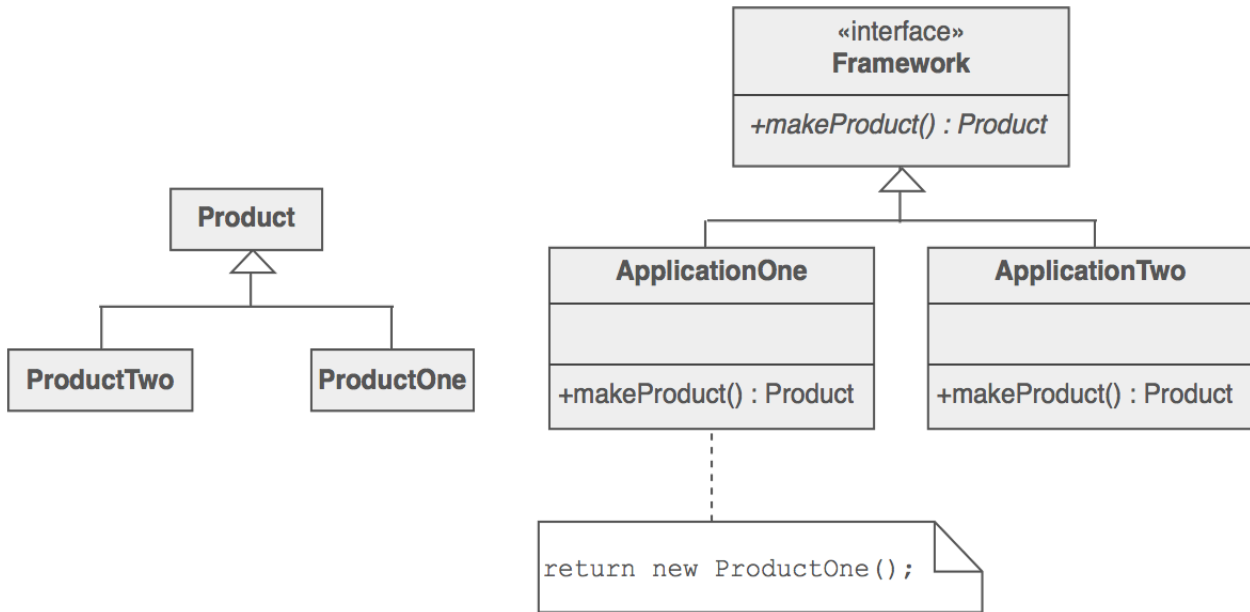 «interface»
Framework
+makeProduct() : Product
Product
ApplicationOne
ApplicationTwo
ProductTwo
ProductOne
+makeProduct() : Product
+makeProduct() : Product
return new ProductOne();